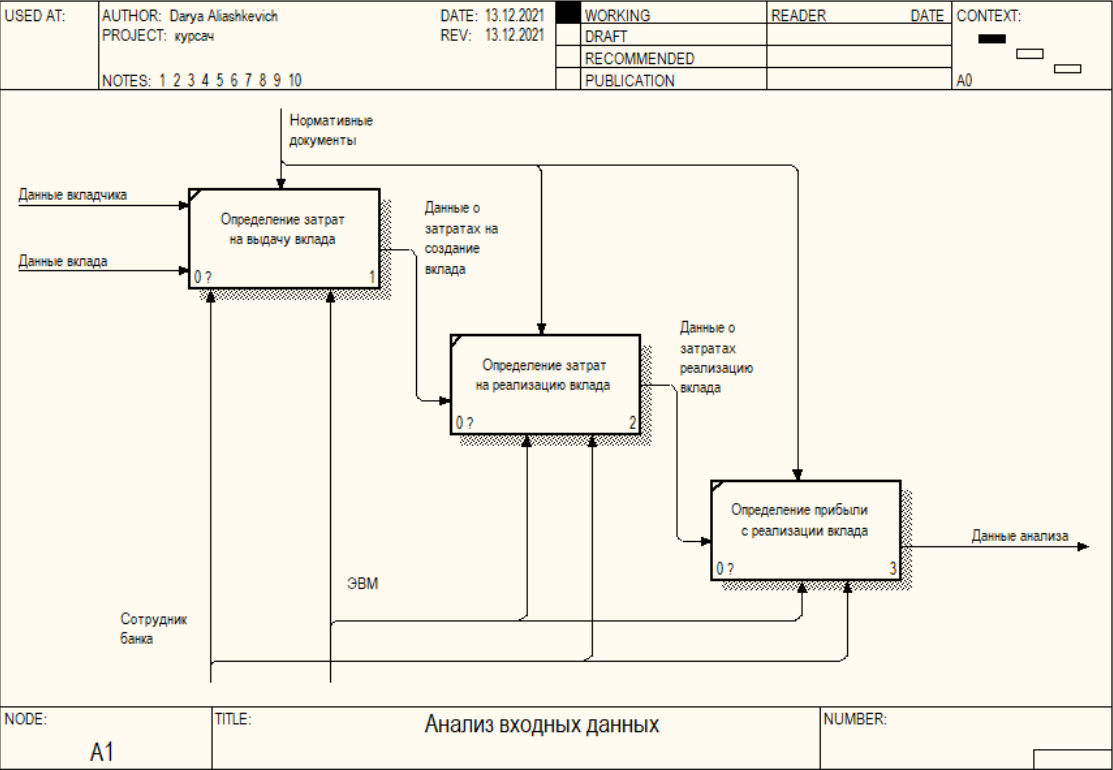 USED AT:
AUTHOR: Darya Aliashkevich
PROJECT: курсач
DATE: 13.12.2021
REV: 13.12.2021
NOTES: 1 2 3 4 5 6 7 8 9 10
WORKING
DRAFT
RECOMMENDED
PUBLICATION
READER
DATE
CONTEXT:
A0
Нормативные
документы
Данные вкладчика
Данные вклада
Определение затрат
на выдачу вклада
0 ?
1
Данные о
затратах на
создание
вклада
Определение затрат
на реализацию вклада
0 ?
2
Данные о
затратах
реализацию
вклада
Определение прибыли
с реализации вклада
0 ?
3
Данные анализа
ЭВМ
Сотрудник
банка
NODE:
A1
TITLE:
Анализ входных данных
NUMBER: